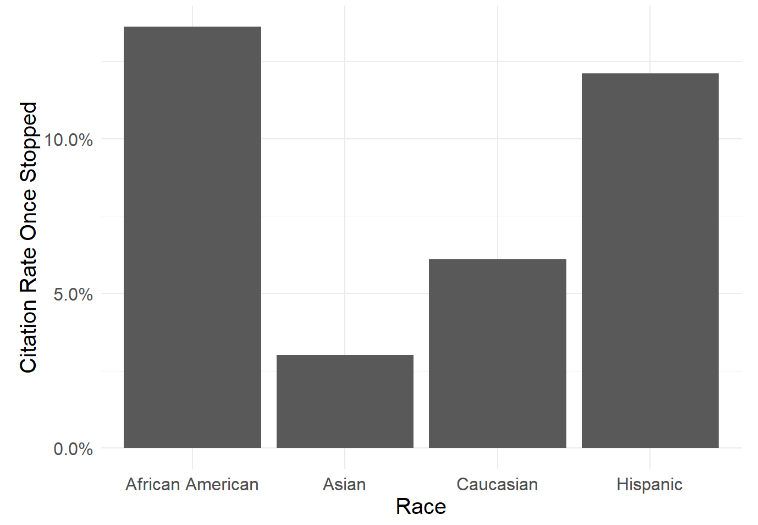 Citation Rate Once Stopped
10.0%
5.0%
0.0%
African American Asian Caucasian Hispanic
Race